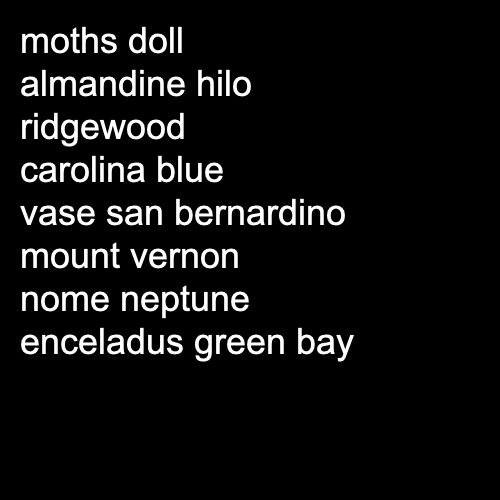 moths doll
almandine hilo
ridgewood
carolina blue
vase san bernardino
mount vernon
nome neptune
enceladus green bay